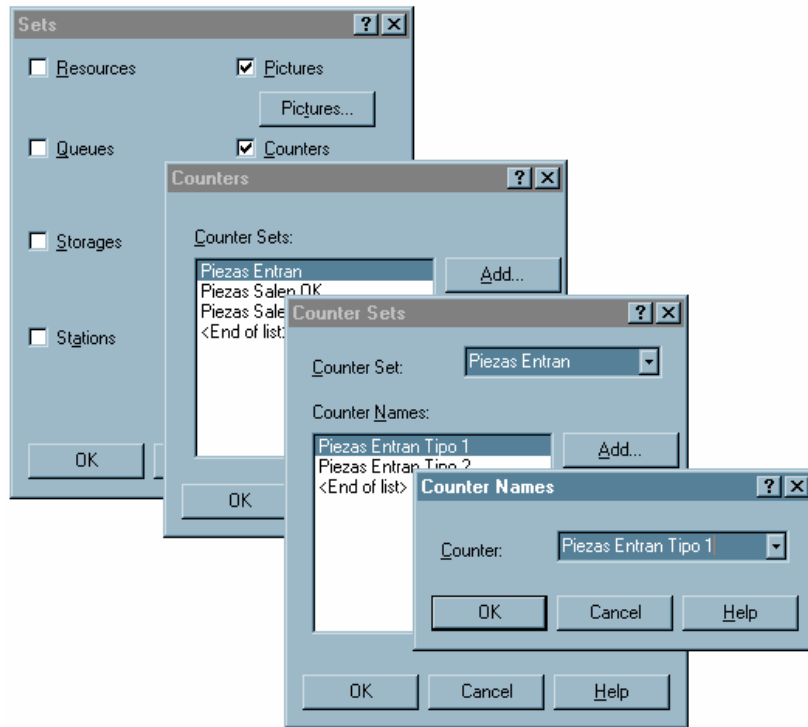 Sets
Resources
Pictures
Pictures...
Queues
Counters
Storages
Stations
OK
Counters
Counter Sets:
Piezas Entran
Piezas Salen OK
Piezas Sale
<End of list>
Add...
OK
Counter Sets
Counter Set:
Piezas Entran
Counter Names:
Piezas Entran Tipo 1
Piezas Entran Tipo 2
<End of list>
Add...
OK
Cancel
Help
Counter Names
Counter:
Piezas Entran Tipo 1
OK
Cancel
Help